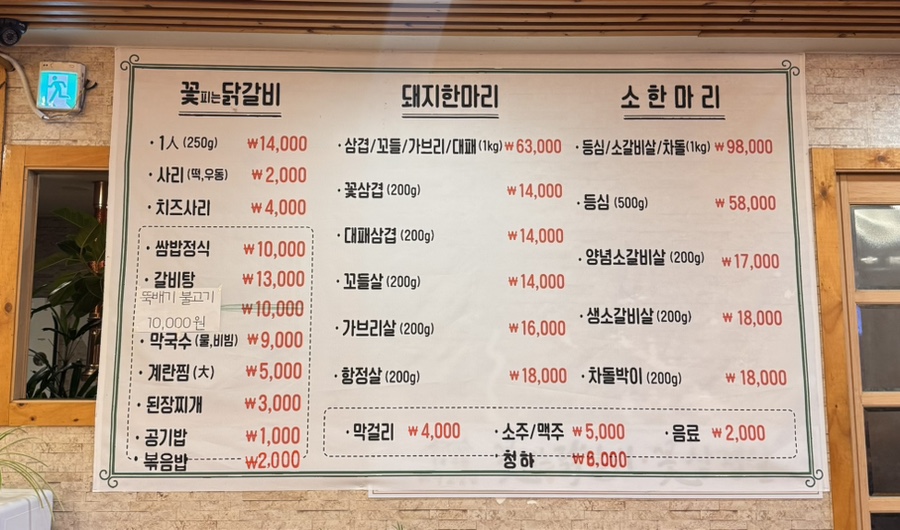 꽃피는닭갈비
· 1人 (250g) ₩14,000
· 사리 (떡,우동) ₩2,000
· 치즈사리 ₩4,000
· 쌈밥정식 ₩10,000
· 갈비탕 ₩13,000
뚝배기 불고기 ₩10,000
10,000원
· 막국수 (물,비빔) ₩9,000
· 계란찜 (大) ₩5,000
· 된장찌개 ₩3,000
· 공기밥 ₩1,000
· 볶음밥 ₩2,000
돼지한마리
· 삼겹/꼬들/가브리/대패 (1kg) ₩63,000
· 꽃삼겹 (200g) ₩14,000
· 대패삼겹 (200g) ₩14,000
· 꼬들살 (200g) ₩14,000
· 가브리살 (200g) ₩16,000
· 항정살 (200g) ₩18,000
소한마리
· 등심/소갈비살/차돌(1kg) ₩98,000
· 등심 (500g) ₩58,000
· 양념소갈비살 (200g) ₩17,000
· 생소갈비살 (200g) ₩18,000
· 차돌박이 (200g) ₩18,000
· 막걸리 ₩4,000 · 소주/맥주 ₩5,000 · 음료 ₩2,000
· 청하 ₩6,000